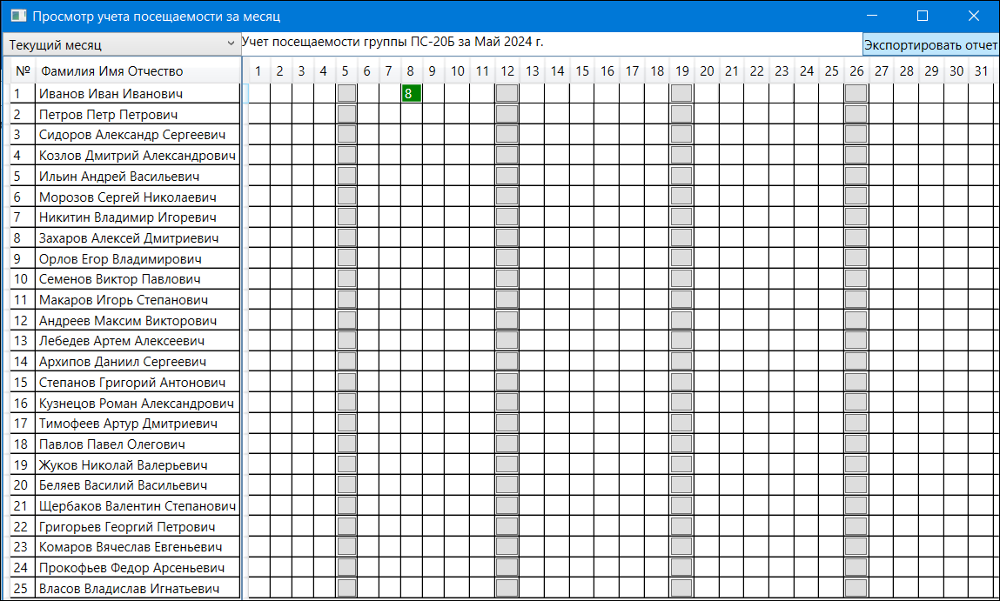 Просмотр учета посещаемости за месяц
Текущий месяц Учет посещаемости группы ПС-20Б за Май 2024 г. Экспортировать отчет
№ Фамилия Имя Отчество 1 2 3 4 5 6 7 8 9 10 11 12 13 14 15 16 17 18 19 20 21 22 23 24 25 26 27 28 29 30 31
1 Иванов Иван Иванович 8
2 Петров Петр Петрович
3 Сидоров Александр Сергеевич
4 Козлов Дмитрий Александрович
5 Ильин Андрей Васильевич
6 Морозов Сергей Николаевич
7 Никитин Владимир Игоревич
8 Захаров Алексей Дмитриевич
9 Орлов Егор Владимирович
10 Семенов Виктор Павлович
11 Макаров Игорь Степанович
12 Андреев Максим Викторович
13 Лебедев Артем Алексеевич
14 Архипов Даниил Сергеевич
15 Степанов Григорий Антонович
16 Кузнецов Роман Александрович
17 Тимофеев Артур Дмитриевич
18 Павлов Павел Олегович
19 Жуков Николай Валерьевич
20 Беляев Василий Васильевич
21 Щербаков Валентин Степанович
22 Григорьев Георгий Петрович
23 Комаров Вячеслав Евгеньевич
24 Прокофьев Федор Арсеньевич
25 Власов Владислав Игнатьевич